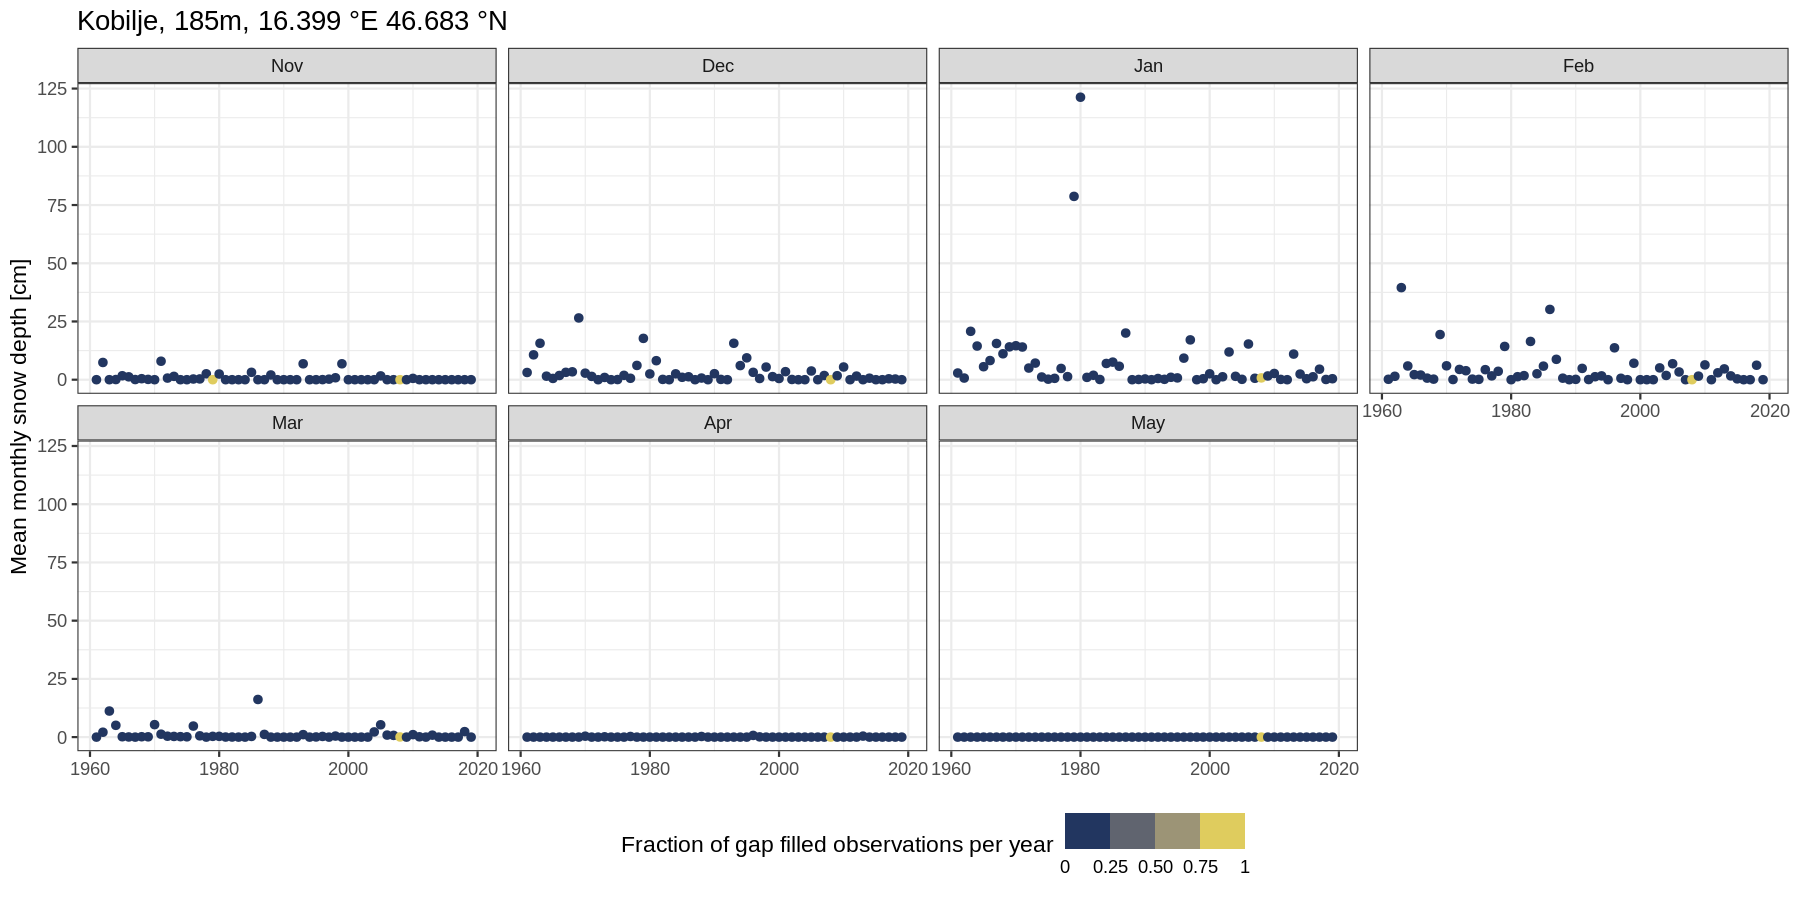 Kobilje, 185m, 16.399 °E 46.683 °N
Nov Dec Jan Feb
125
100
75
50
25
0
1960 1980 2000 2020
Mar Apr May
125
100
75
50
25
0
1960 1980 2000 2020 1960 1980 2000 2020 1960 1980 2000 2020
Mean monthly snow depth [cm]
Fraction of gap filled observations per year
0 0.25 0.50 0.75 1